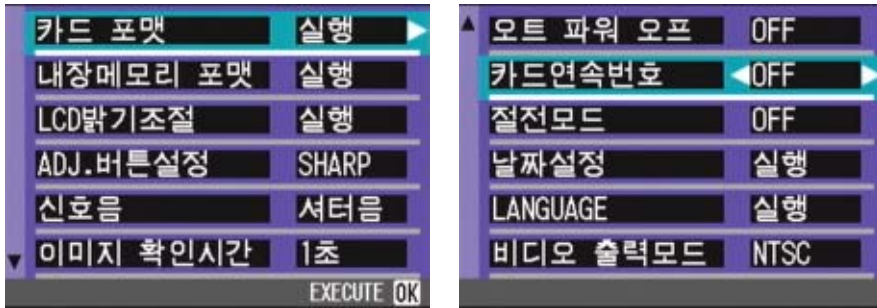 카드 포맷 실행
내장메모리 포맷 실행
LCD밝기조절 실행
ADJ.버튼설정 SHARP
신호음 셔터음
이미지 확인시간 1초
EXECUTE OK
오트 파워 오프 OFF
카드연속번호 OFF
절전모드 OFF
날짜설정 실행
LANGUAGE 실행
비디오 출력모드 NTSC